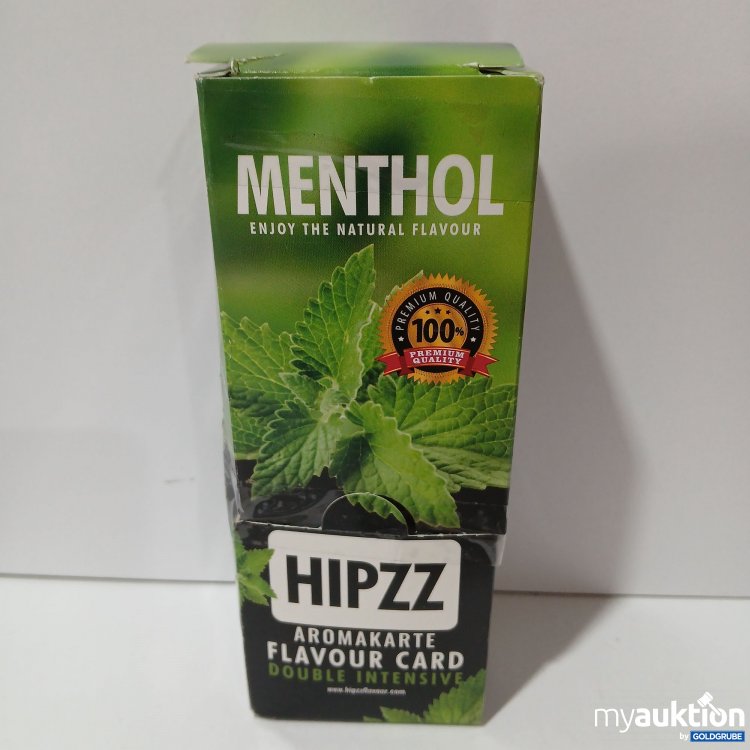 MENTHOL
ENJOY THE NATURAL FLAVOUR
PREMIUM QUALITY
100%
PREMIUM
QUALITY
HIPZZ
AROMAKARTE
FLAVOUR CARD
DOUBLE INTENSIVE
www.hipzzflavour.com
myauktion
by GOLDGRUBE